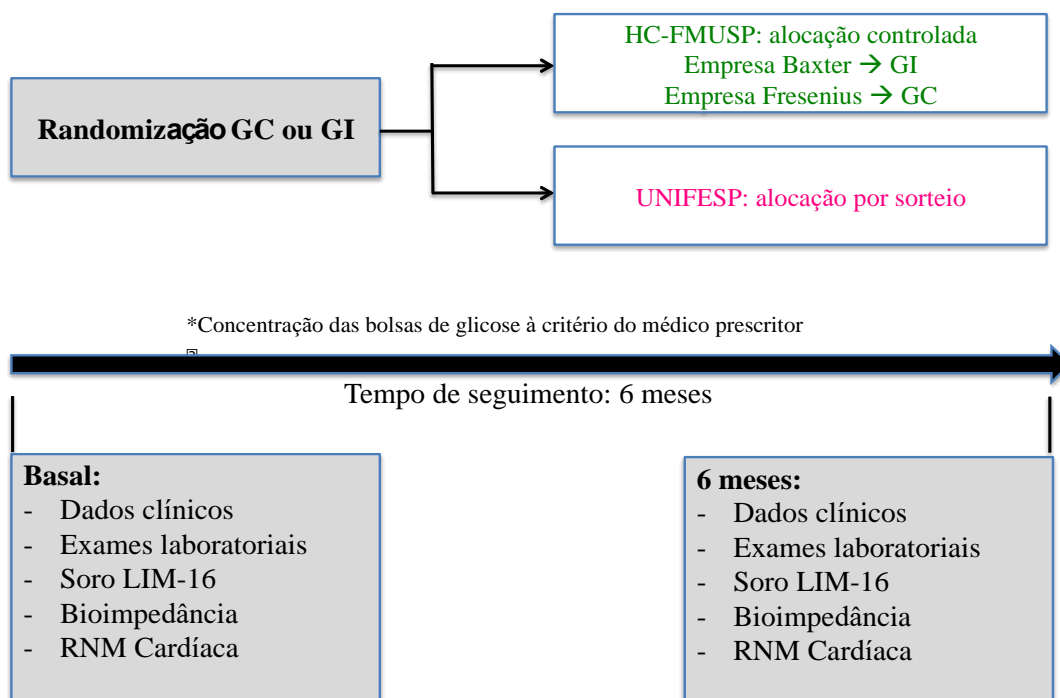 HC-FMUSP: alocação controlada
Empresa Baxter → GI
Empresa Fresenius → GC
Randomização GC ou GI
UNIFESP: alocação por sorteio
*Concentração das bolsas de glicose à critério do médico prescritor
Tempo de seguimento: 6 meses
Basal:
- Dados clínicos
- Exames laboratoriais
- Soro LIM-16
- Bioimpedância
- RNM Cardíaca
6 meses:
- Dados clínicos
- Exames laboratoriais
- Soro LIM-16
- Bioimpedância
- RNM Cardíaca